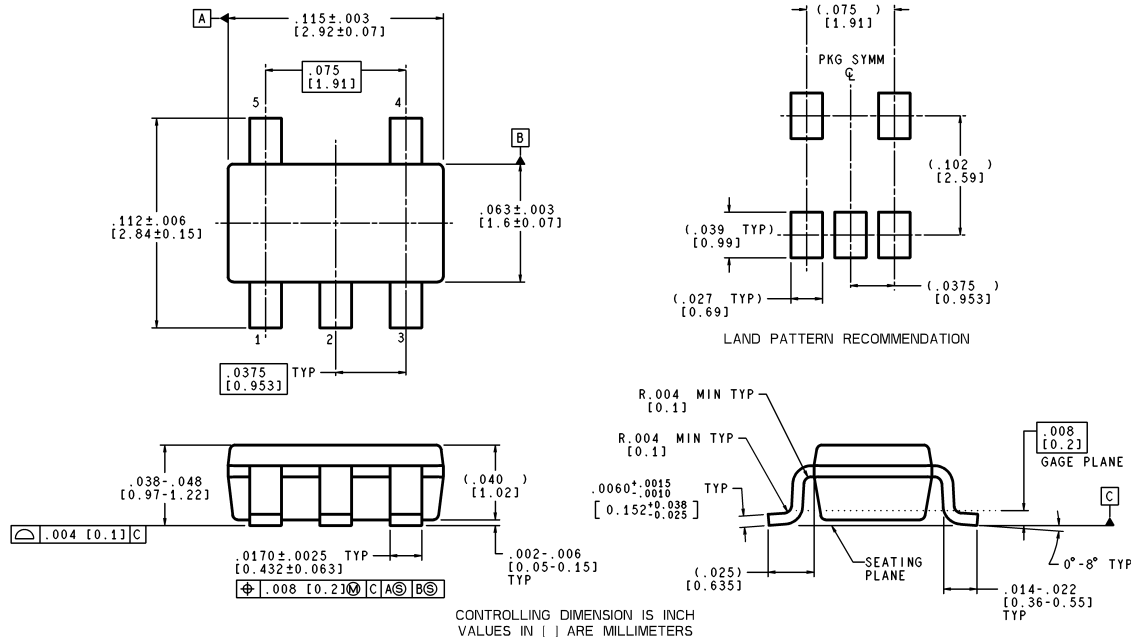 A
.115±.003
[2.92±0.07]
.075
[1.91]
5
4
B
.112±.006
[2.84±0.15]
.063±.003
[1.6±0.07]
1
2
3
.0375 TYP
[0.953]
(.075 )
[1.91]
PKG SYMM
℄
(.102 )
[2.59]
(.039 TYP)
[0.99]
(.027 TYP)
[0.69]
(.0375 )
[0.953]
LAND PATTERN RECOMMENDATION
.038-.048
[0.97-1.22]
(.040 )
[1.02]
⌓ .004 [0.1] C
.0170±.0025 TYP
[0.432±0.063]
.002-.006
[0.05-0.15]
TYP
⌖ .008 [0.2]Ⓜ C AⓈ BⓈ
R.004 MIN TYP
[0.1]
R.004 MIN TYP
[0.1]
.008
[0.2]
GAGE PLANE
.0060+.0015 -.0010
[0.152+0.038 -0.025]
TYP
C
SEATING
PLANE
0°-8° TYP
(.025)
[0.635]
.014-.022
[0.36-0.55]
TYP
CONTROLLING DIMENSION IS INCH
VALUES IN [ ] ARE MILLIMETERS